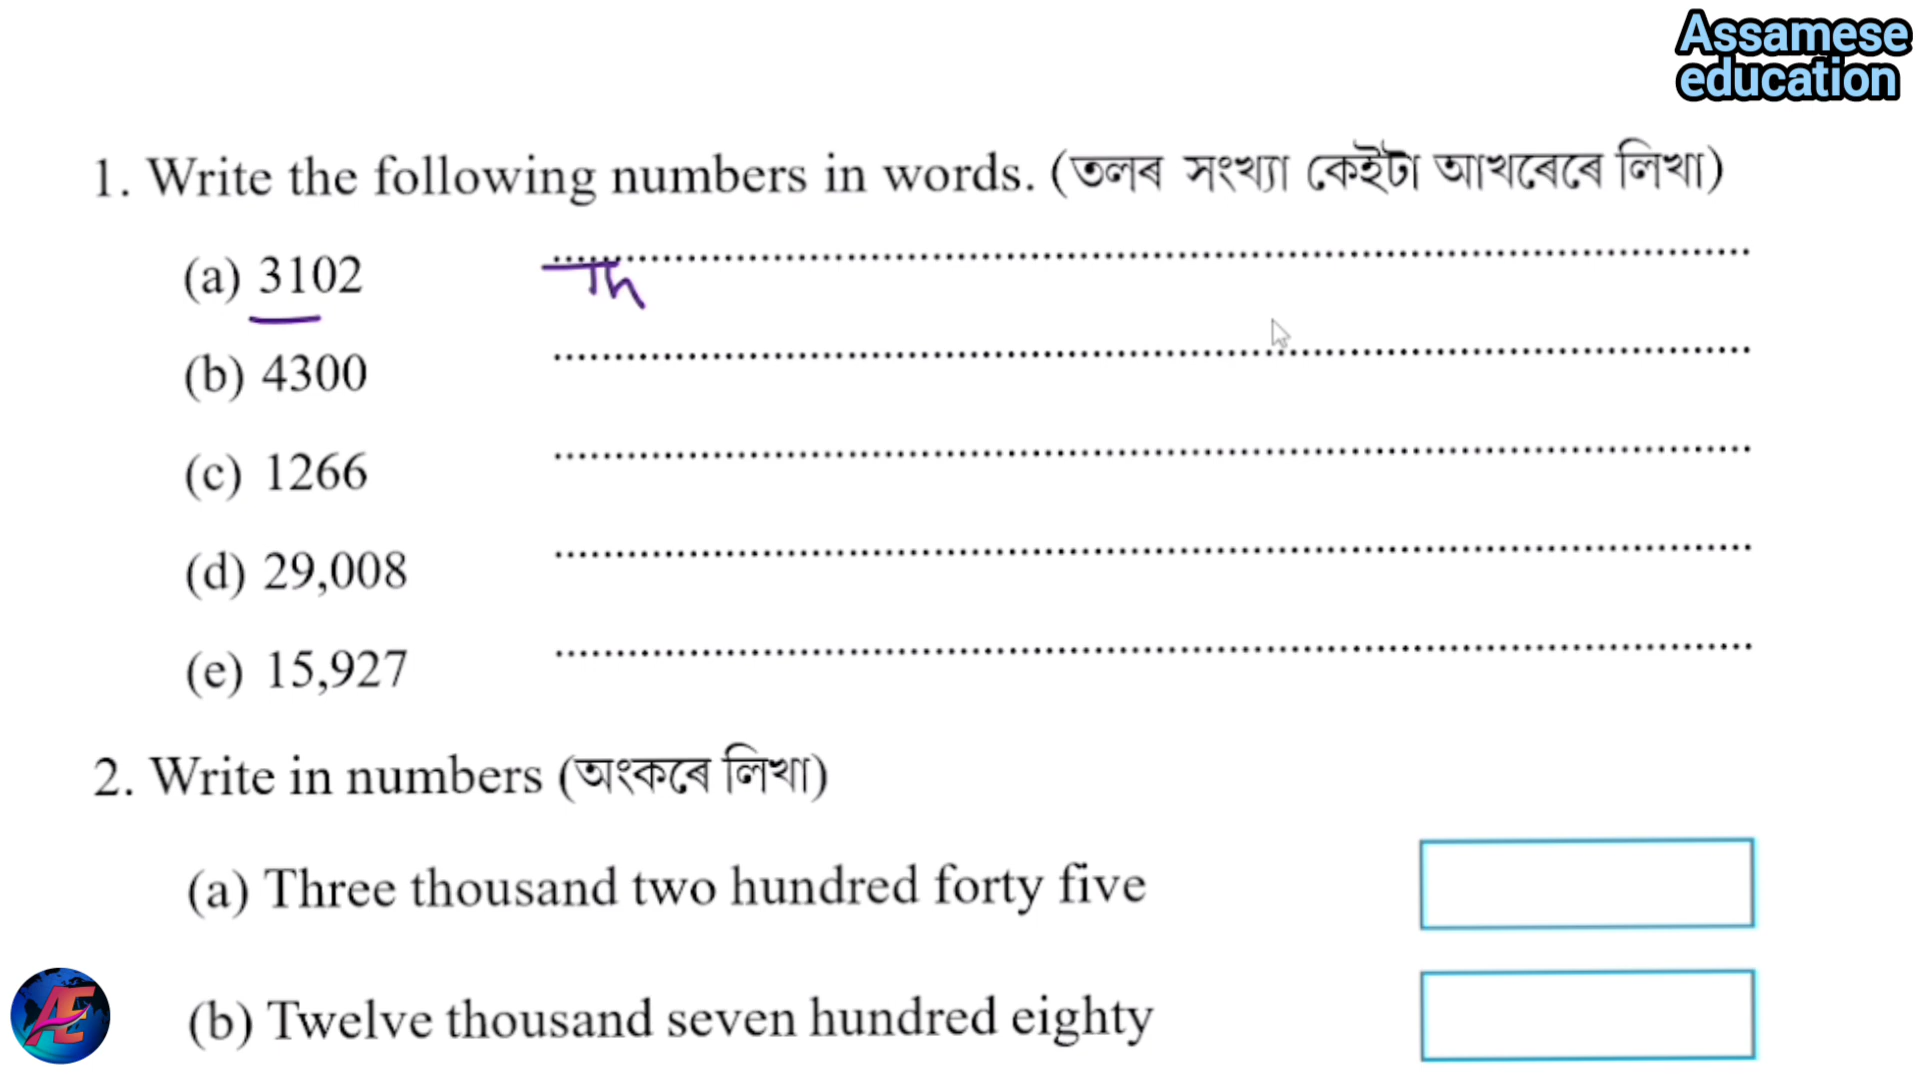 Assamese
education
1. Write the following numbers in words. (তলৰ সংখ্যা কেইটা আখৰেৰে লিখা)
(a) 3102
(b) 4300
(c) 1266
(d) 29,008
(e) 15,927
2. Write in numbers (অংকৰে লিখা)
(a) Three thousand two hundred forty five
(b) Twelve thousand seven hundred eighty
AE